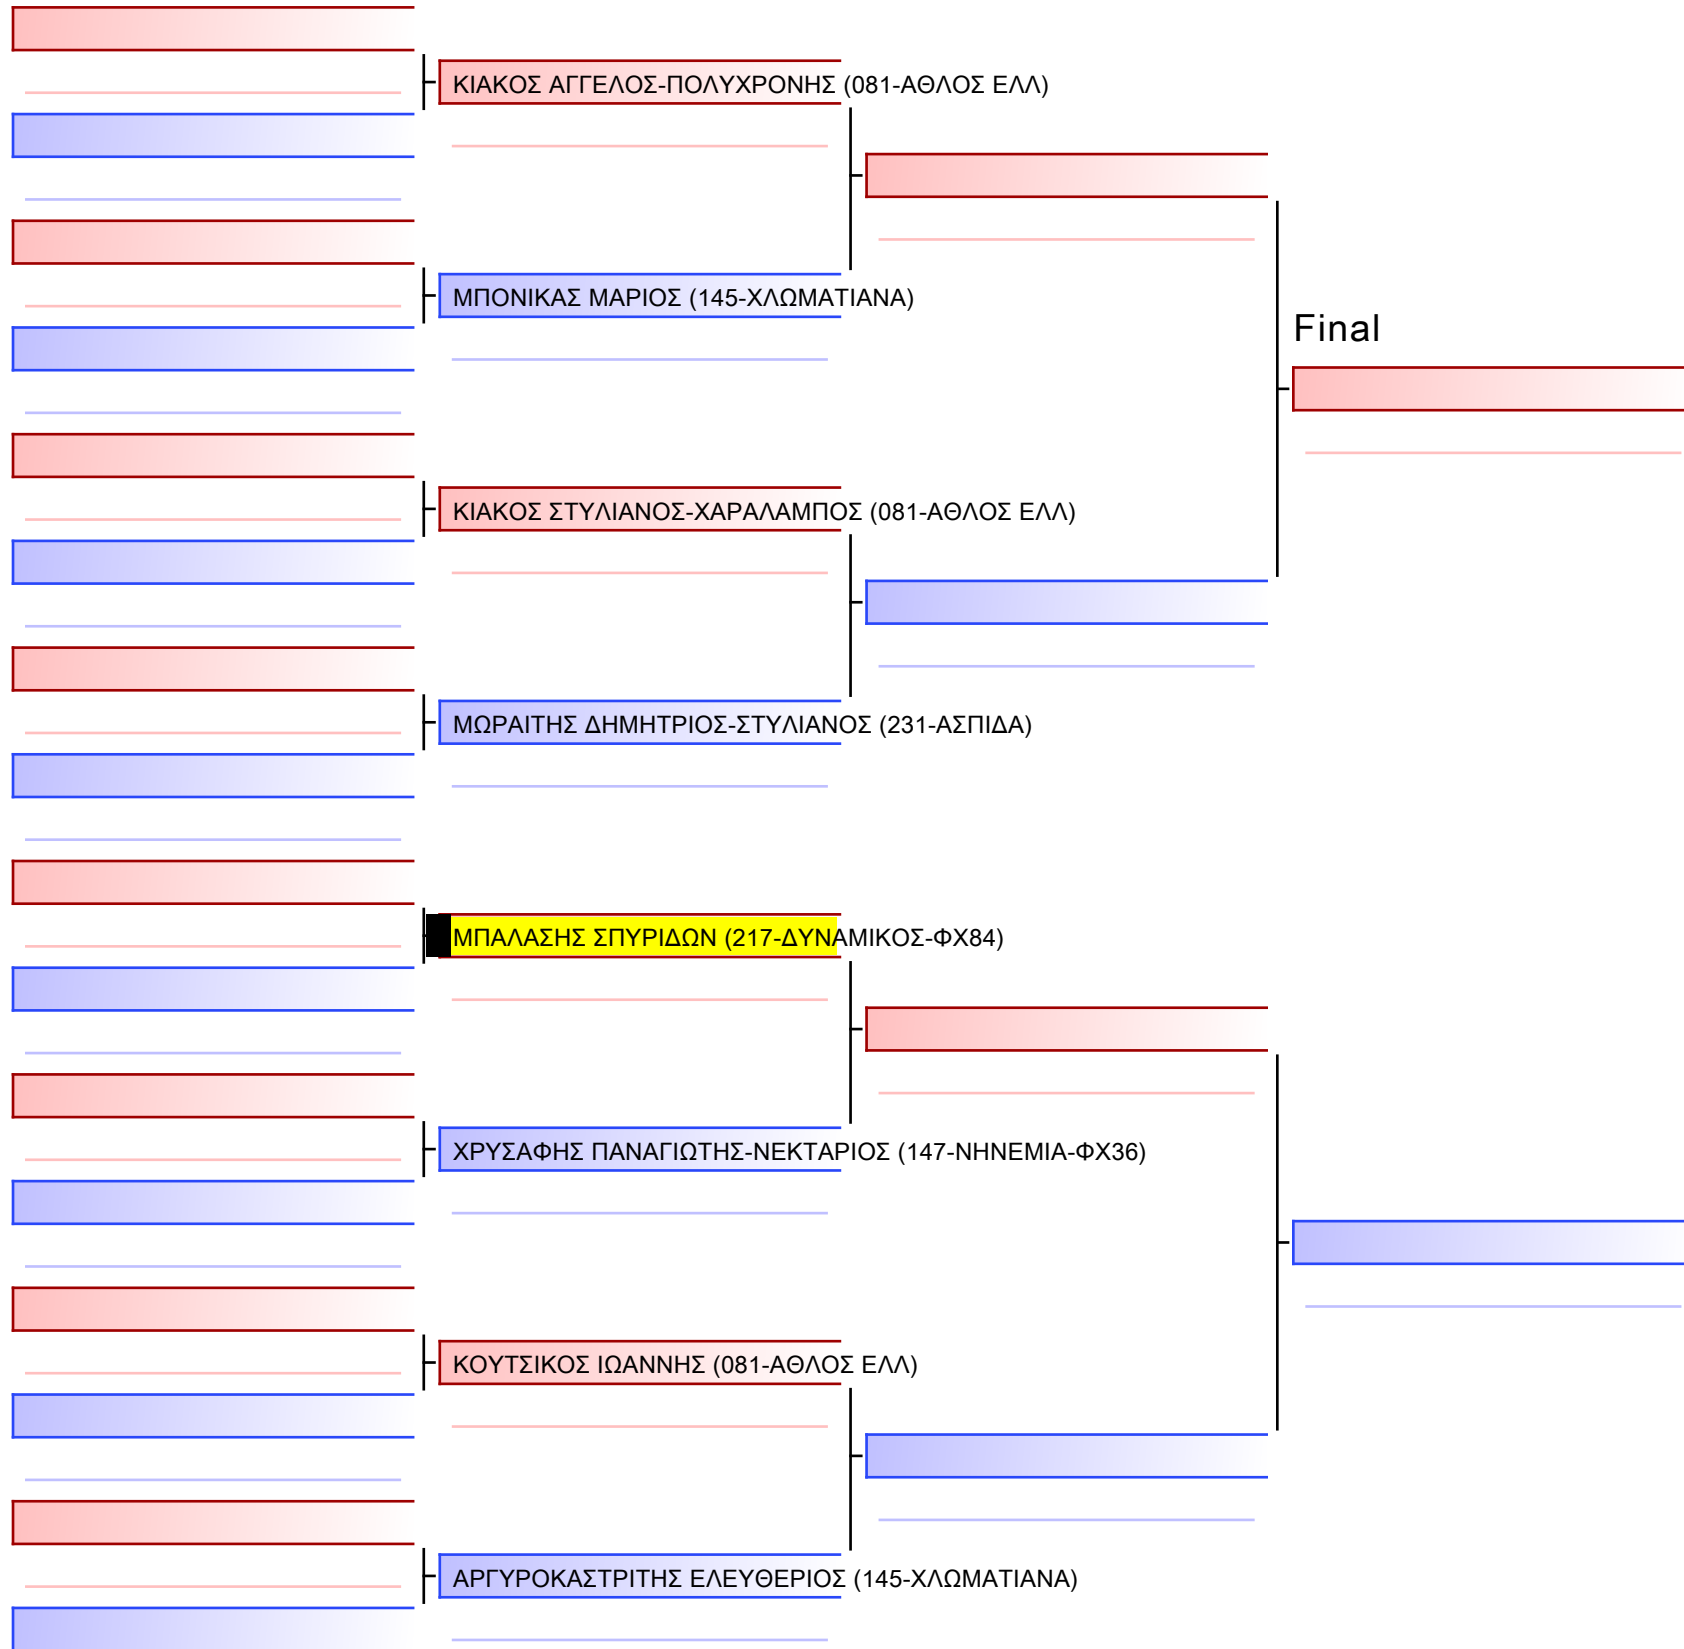 ΚΙΑΚΟΣ ΑΓΓΕΛΟΣ-ΠΟΛΥΧΡΟΝΗΣ (081-ΑΘΛΟΣ ΕΛΛ)
ΜΠΟΝΙΚΑΣ ΜΑΡΙΟΣ (145-ΧΛΩΜΑΤΙΑΝΑ)
Final
ΚΙΑΚΟΣ ΣΤΥΛΙΑΝΟΣ-ΧΑΡΑΛΑΜΠΟΣ (081-ΑΘΛΟΣ ΕΛΛ)
ΜΩΡΑΙΤΗΣ ΔΗΜΗΤΡΙΟΣ-ΣΤΥΛΙΑΝΟΣ (231-ΑΣΠΙΔΑ)
ΜΠΑΛΑΣΗΣ ΣΠΥΡΙΔΩΝ (217-ΔΥΝΑΜΙΚΟΣ-ΦΧ84)
ΧΡΥΣΑΦΗΣ ΠΑΝΑΓΙΩΤΗΣ-ΝΕΚΤΑΡΙΟΣ (147-ΝΗΝΕΜΙΑ-ΦΧ36)
ΚΟΥΤΣΙΚΟΣ ΙΩΑΝΝΗΣ (081-ΑΘΛΟΣ ΕΛΛ)
ΑΡΓΥΡΟΚΑΣΤΡΙΤΗΣ ΕΛΕΥΘΕΡΙΟΣ (145-ΧΛΩΜΑΤΙΑΝΑ)